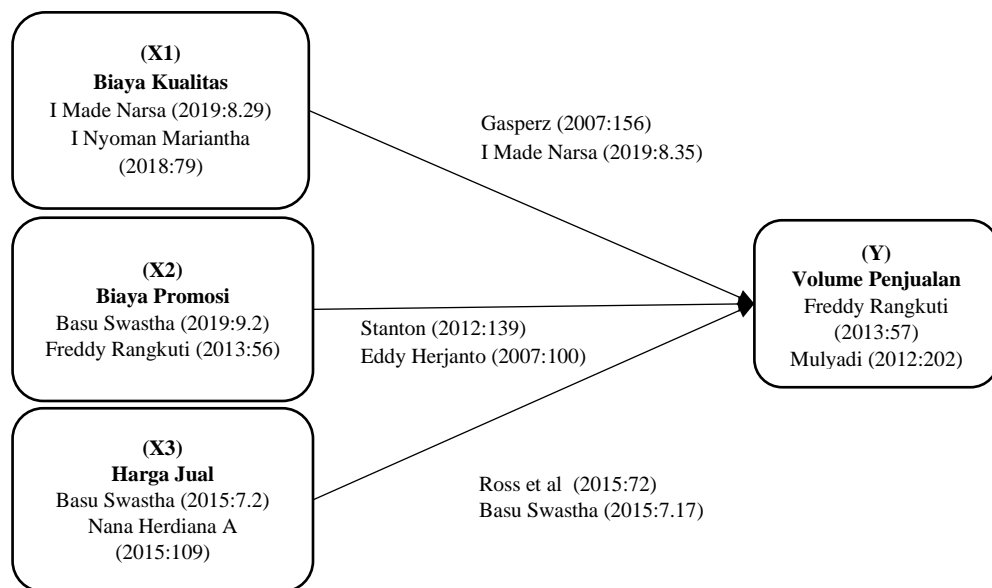 (X1)
Biaya Kualitas
I Made Narsa (2019:8.29)
I Nyoman Mariantha
(2018:79)
Gasperz (2007:156)
I Made Narsa (2019:8.35)
(X2)
Biaya Promosi
Basu Swastha (2019:9.2)
Freddy Rangkuti (2013:56)
Stanton (2012:139)
Eddy Herjanto (2007:100)
(Y)
Volume Penjualan
Freddy Rangkuti
(2013:57)
Mulyadi (2012:202)
(X3)
Harga Jual
Basu Swastha (2015:7.2)
Nana Herdiana A
(2015:109)
Ross et al (2015:72)
Basu Swastha (2015:7.17)